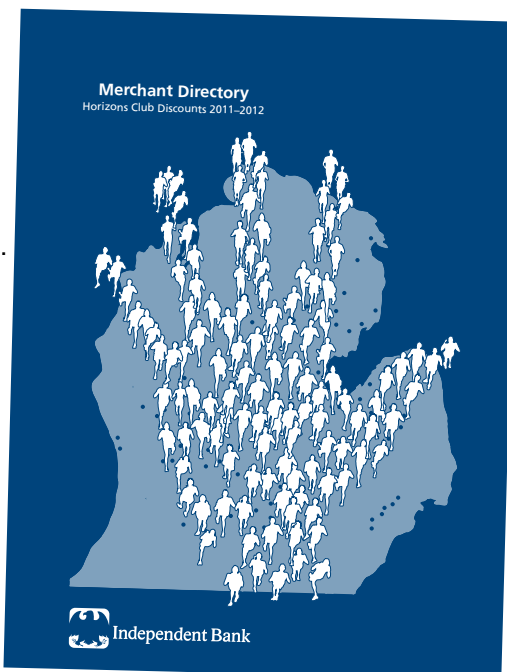 Merchant Directory
Horizons Club Discounts 2011–2012
Independent Bank